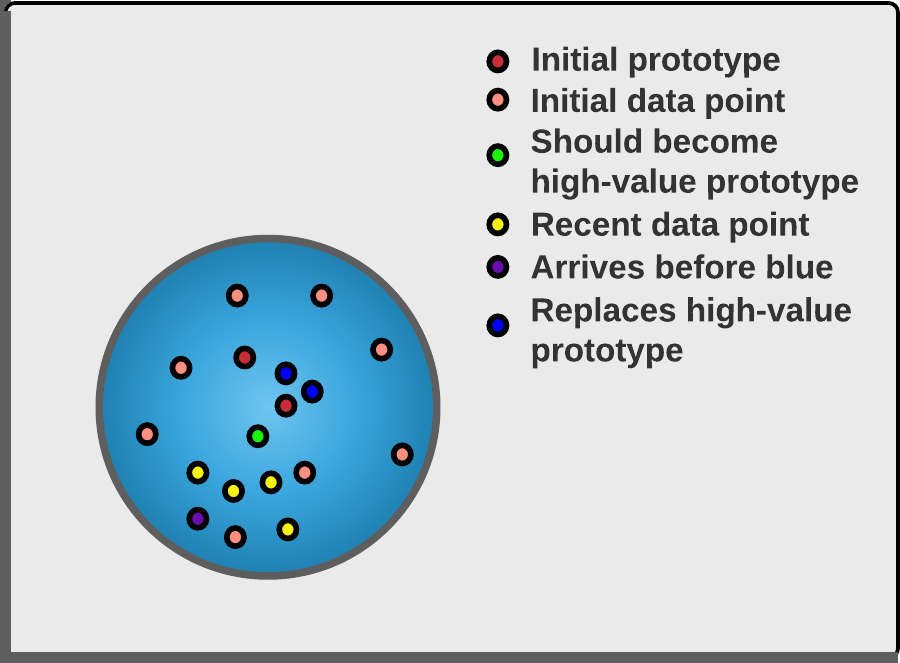 Initial prototype
Initial data point
Should become
high-value prototype
Recent data point
Arrives before blue
Replaces high-value
prototype